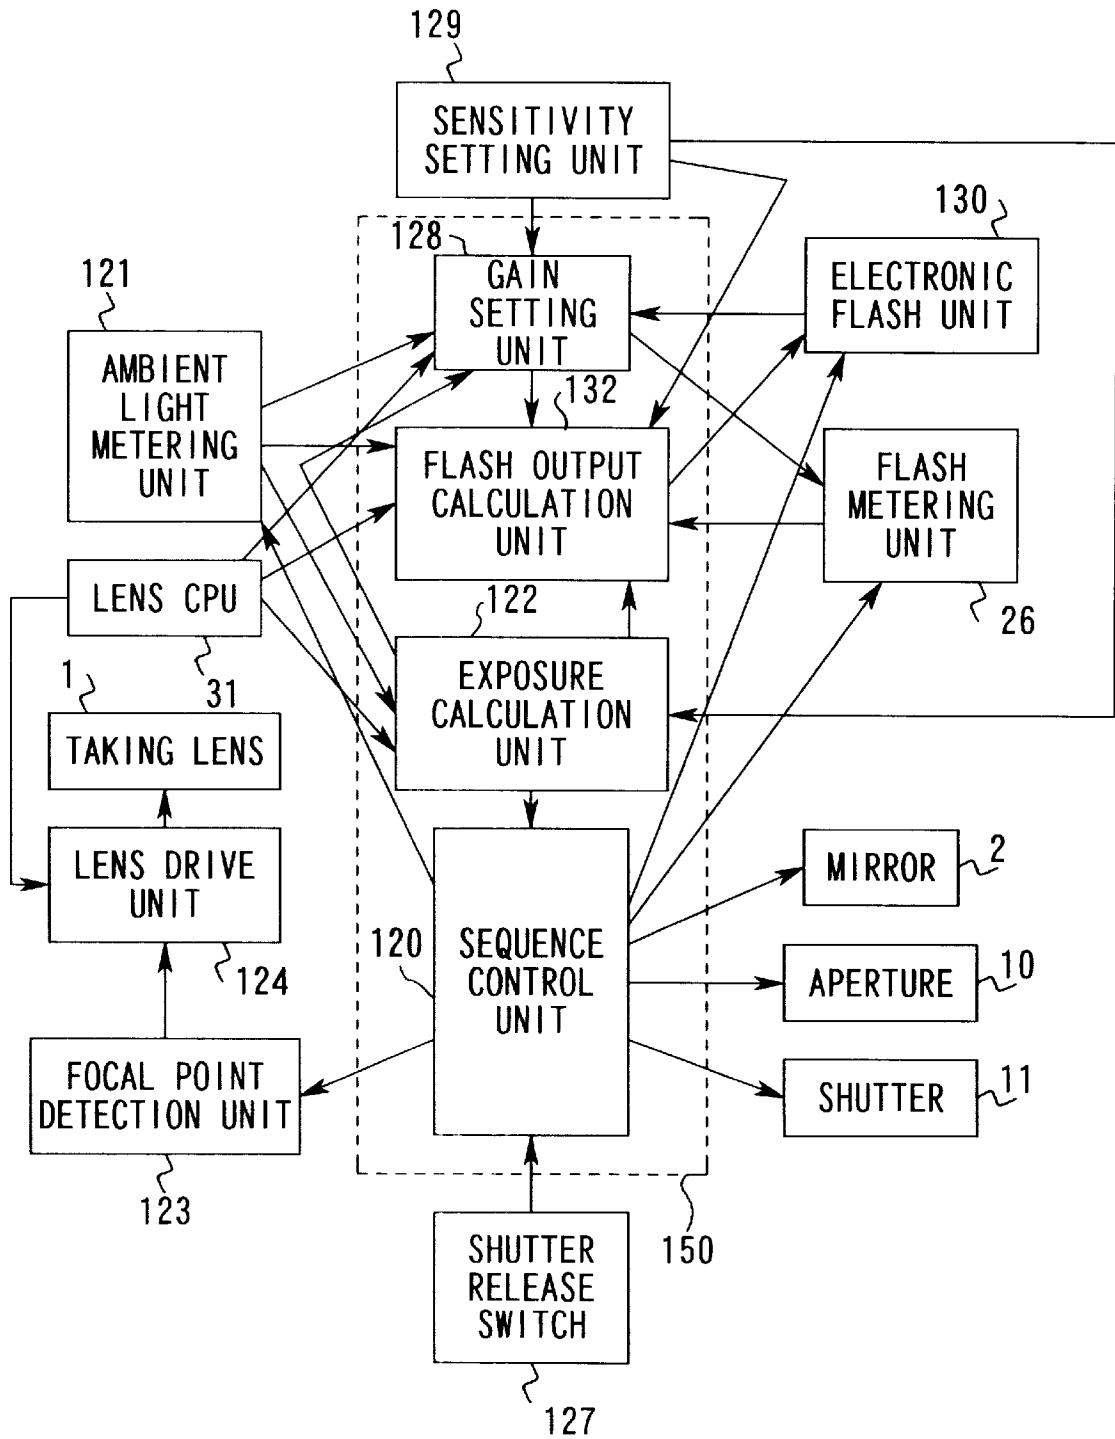 129
SENSITIVITY
SETTING UNIT
130
ELECTRONIC
FLASH UNIT
128
GAIN
SETTING
UNIT
121
AMBIENT
LIGHT
METERING
UNIT
132
FLASH OUTPUT
CALCULATION
UNIT
FLASH
METERING
UNIT
26
LENS CPU
31
122
EXPOSURE
CALCULATION
UNIT
1
TAKING LENS
LENS DRIVE
UNIT
124
MIRROR
2
120
SEQUENCE
CONTROL
UNIT
APERTURE
10
FOCAL POINT
DETECTION UNIT
123
SHUTTER
11
150
SHUTTER
RELEASE
SWITCH
127